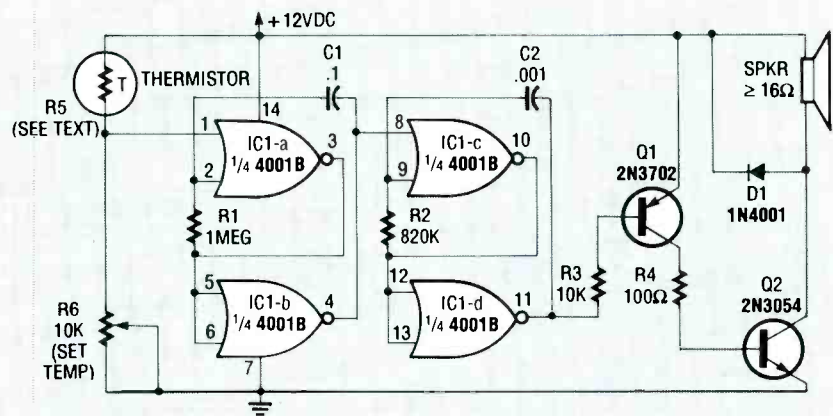 +12VDC
T
THERMISTOR
R5
(SEE TEXT)
C1
.1
C2
.001
SPKR
≥ 16Ω
14
1
2
IC1-a
1/4 4001B
3
8
9
IC1-c
1/4 4001B
10
Q1
2N3702
D1
1N4001
R1
1MEG
R2
820K
R3
10K
R4
100Ω
Q2
2N3054
R6
10K
(SET
TEMP)
5
6
IC1-b
1/4 4001B
4
7
12
13
IC1-d
1/4 4001B
11